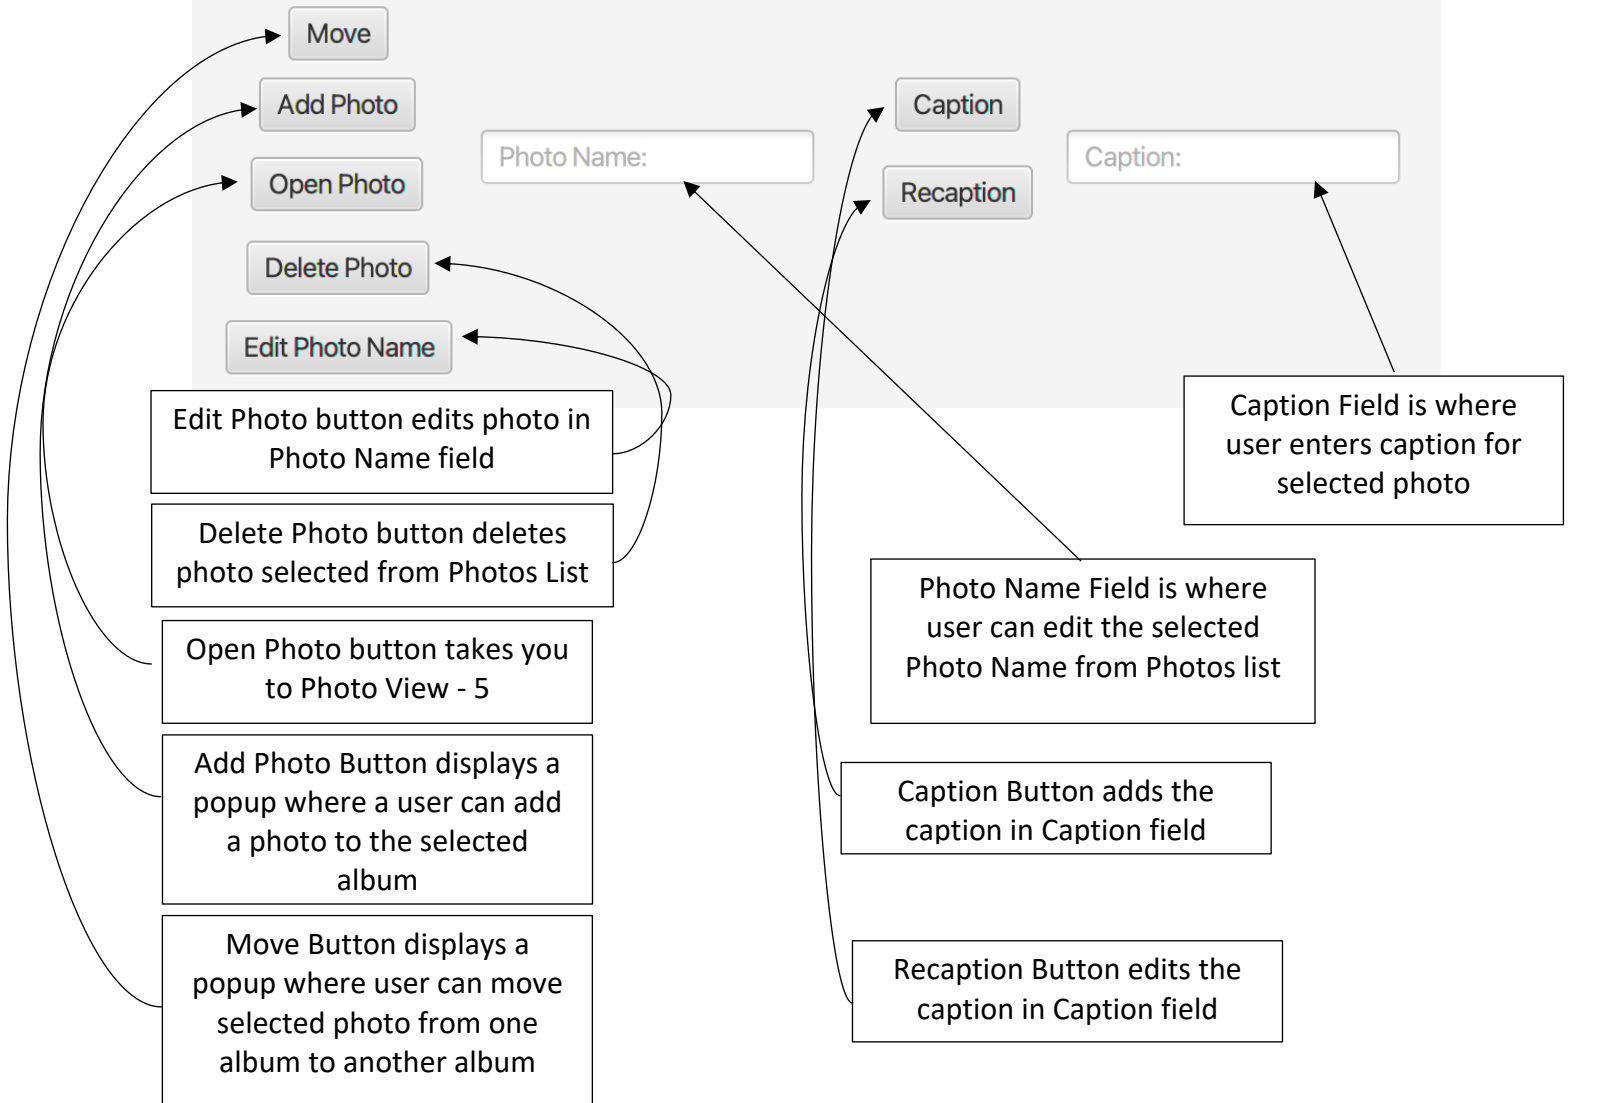 Move
Add Photo
Open Photo
Delete Photo
Edit Photo Name
Photo Name:
Caption
Recaption
Caption:
Edit Photo button edits photo in
Photo Name field
Delete Photo button deletes
photo selected from Photos List
Open Photo button takes you
to Photo View - 5
Add Photo Button displays a
popup where a user can add
a photo to the selected
album
Move Button displays a
popup where user can move
selected photo from one
album to another album
Caption Field is where
user enters caption for
selected photo
Photo Name Field is where
user can edit the selected
Photo Name from Photos list
Caption Button adds the
caption in Caption field
Recaption Button edits the
caption in Caption field